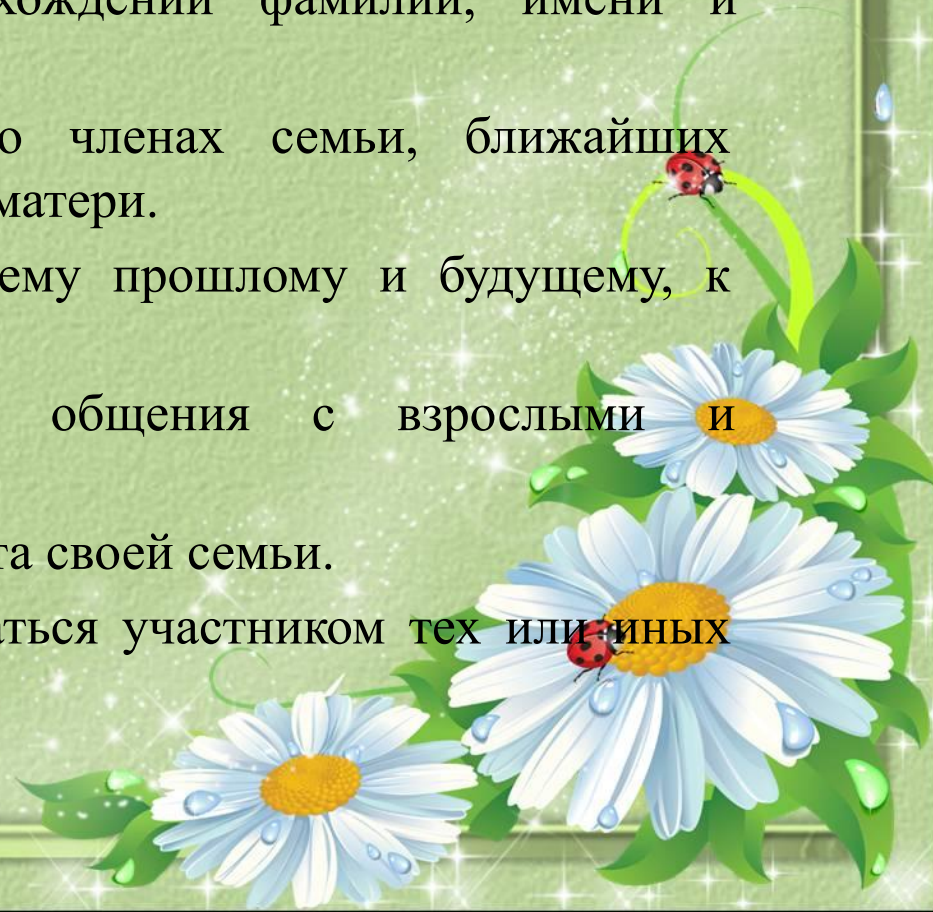 хождении фамилии, имени и
о членах семьи, ближайших
матери.
ему прошлому и будущему, к
общения с взрослыми и
та своей семьи.
аться участником тех или иных